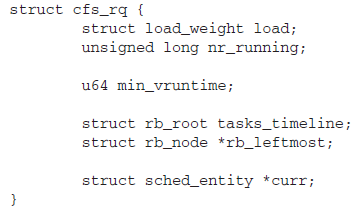 struct cfs_rq {
        struct load_weight load;
        unsigned long nr_running;

        u64 min_vruntime;

        struct rb_root tasks_timeline;
        struct rb_node *rb_leftmost;

        struct sched_entity *curr;
}